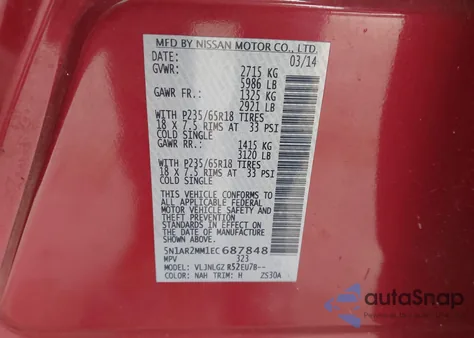 MFD BY NISSAN MOTOR CO., LTD.
DATE: 03/14
GVWR: 2715 KG
5986 LB
GAWR FR.: 1325 KG
2921 LB
WITH P235/65R18 TIRES
18 X 7.5 RIMS AT 33 PSI
COLD SINGLE
GAWR RR.: 1415 KG
3120 LB
WITH P235/65R18 TIRES
18 X 7.5 RIMS AT 33 PSI
COLD SINGLE
THIS VEHICLE CONFORMS TO
ALL APPLICABLE FEDERAL
SAFETY AND THEFT PREVENTION
STANDARDS IN EFFECT ON
THE DATE OF MANUFACTURE
SHOWN ABOVE.
5N1AR2MM1EC687848
MPV 323
MODEL: VLJNLGZ R52EU7B--
COLOR: NAH TRIM: H ZS30A
autoSnap